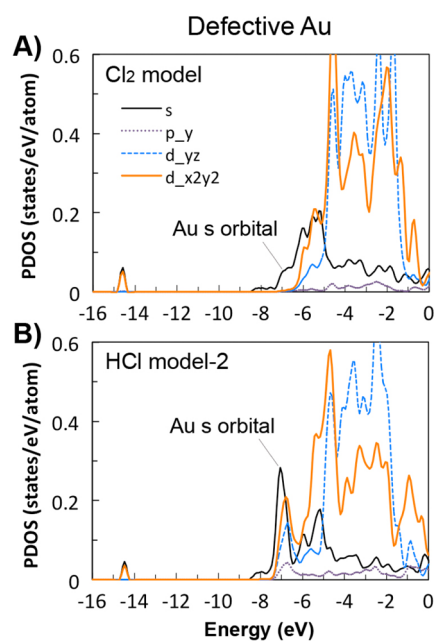 Defective Au
A)
Cl2 model
s
p_y
d_yz
d_x2y2
Au s orbital
PDOS (states/eV/atom)
0.6
0.4
0.2
0
-16 -14 -12 -10 -8 -6 -4 -2 0
B)
HCl model-2
Au s orbital
PDOS (states/eV/atom)
0.6
0.4
0.2
0
-16 -14 -12 -10 -8 -6 -4 -2 0
Energy (eV)